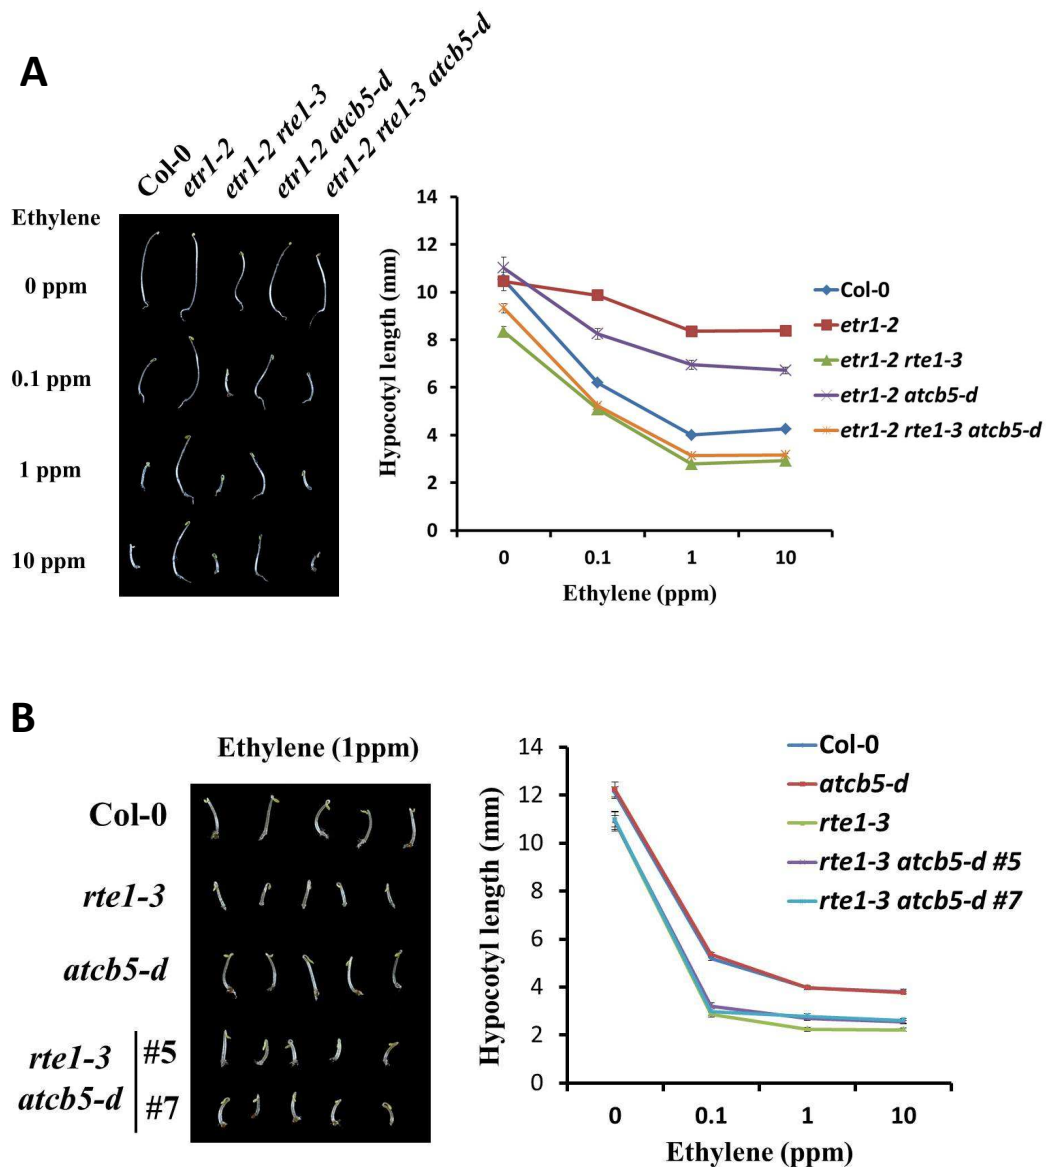 A
Col-0
etr1-2
etr1-2 rte1-3
etr1-2 atcb5-d
etr1-2 rte1-3 atcb5-d
Ethylene
0 ppm
0.1 ppm
1 ppm
10 ppm
Hypocotyl length (mm)
14
12
10
8
6
4
2
0
0 0.1 1 10
Ethylene (ppm)
Col-0
etr1-2
etr1-2 rte1-3
etr1-2 atcb5-d
etr1-2 rte1-3 atcb5-d
B
Ethylene (1ppm)
Col-0
rte1-3
atcb5-d
rte1-3 #5
atcb5-d #7
Hypocotyl length (mm)
14
12
10
8
6
4
2
0
0 0.1 1 10
Ethylene (ppm)
Col-0
atcb5-d
rte1-3
rte1-3 atcb5-d #5
rte1-3 atcb5-d #7